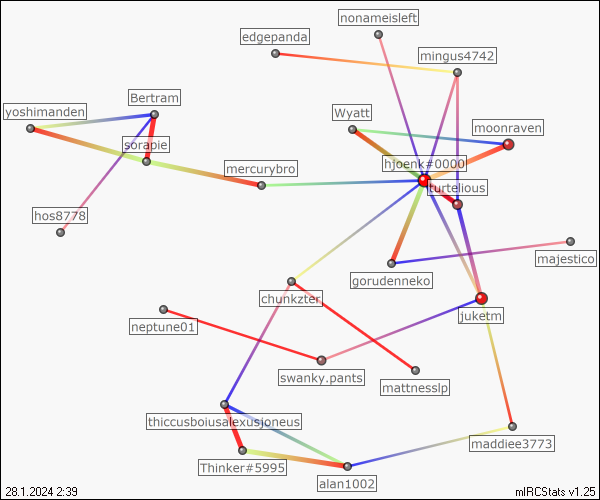 nonameisleft
edgepanda
mingus4742
Bertram
yoshimanden
Wyatt
moonraven
sorapie
hjoenk#0000
mercurybro
turtelious
hos8778
majestico
gorudenneko
chunkzter
juketm
neptune01
swanky.pants
mattnesslp
thiccusboiusalexusjoneus
maddiee3773
Thinker#5995
alan1002
28.1.2024 2:39
mIRCStats v1.25